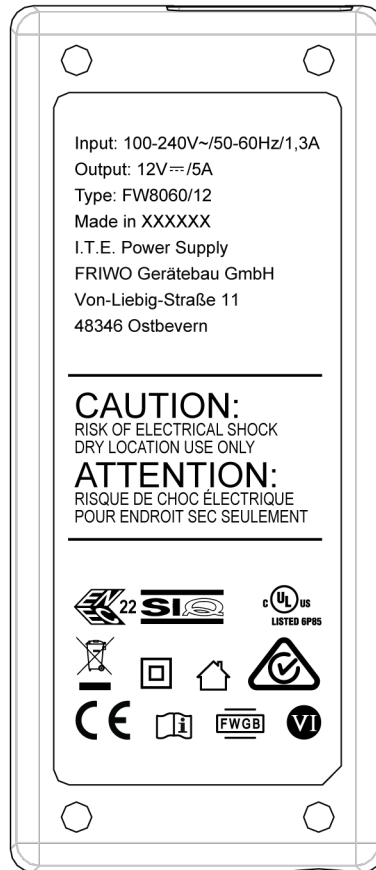 Input: 100-240V~/50-60Hz/1,3A
Output: 12V⎓/5A
Type: FW8060/12
Made in XXXXXX
I.T.E. Power Supply
FRIWO Gerätebau GmbH
Von-Liebig-Straße 11
48346 Ostbevern
CAUTION:
RISK OF ELECTRICAL SHOCK
DRY LOCATION USE ONLY
ATTENTION:
RISQUE DE CHOC ÉLECTRIQUE
POUR ENDROIT SEC SEULEMENT
ENEC 22 SIQ c UL US
LISTED 6P85
CE i FWGB VI